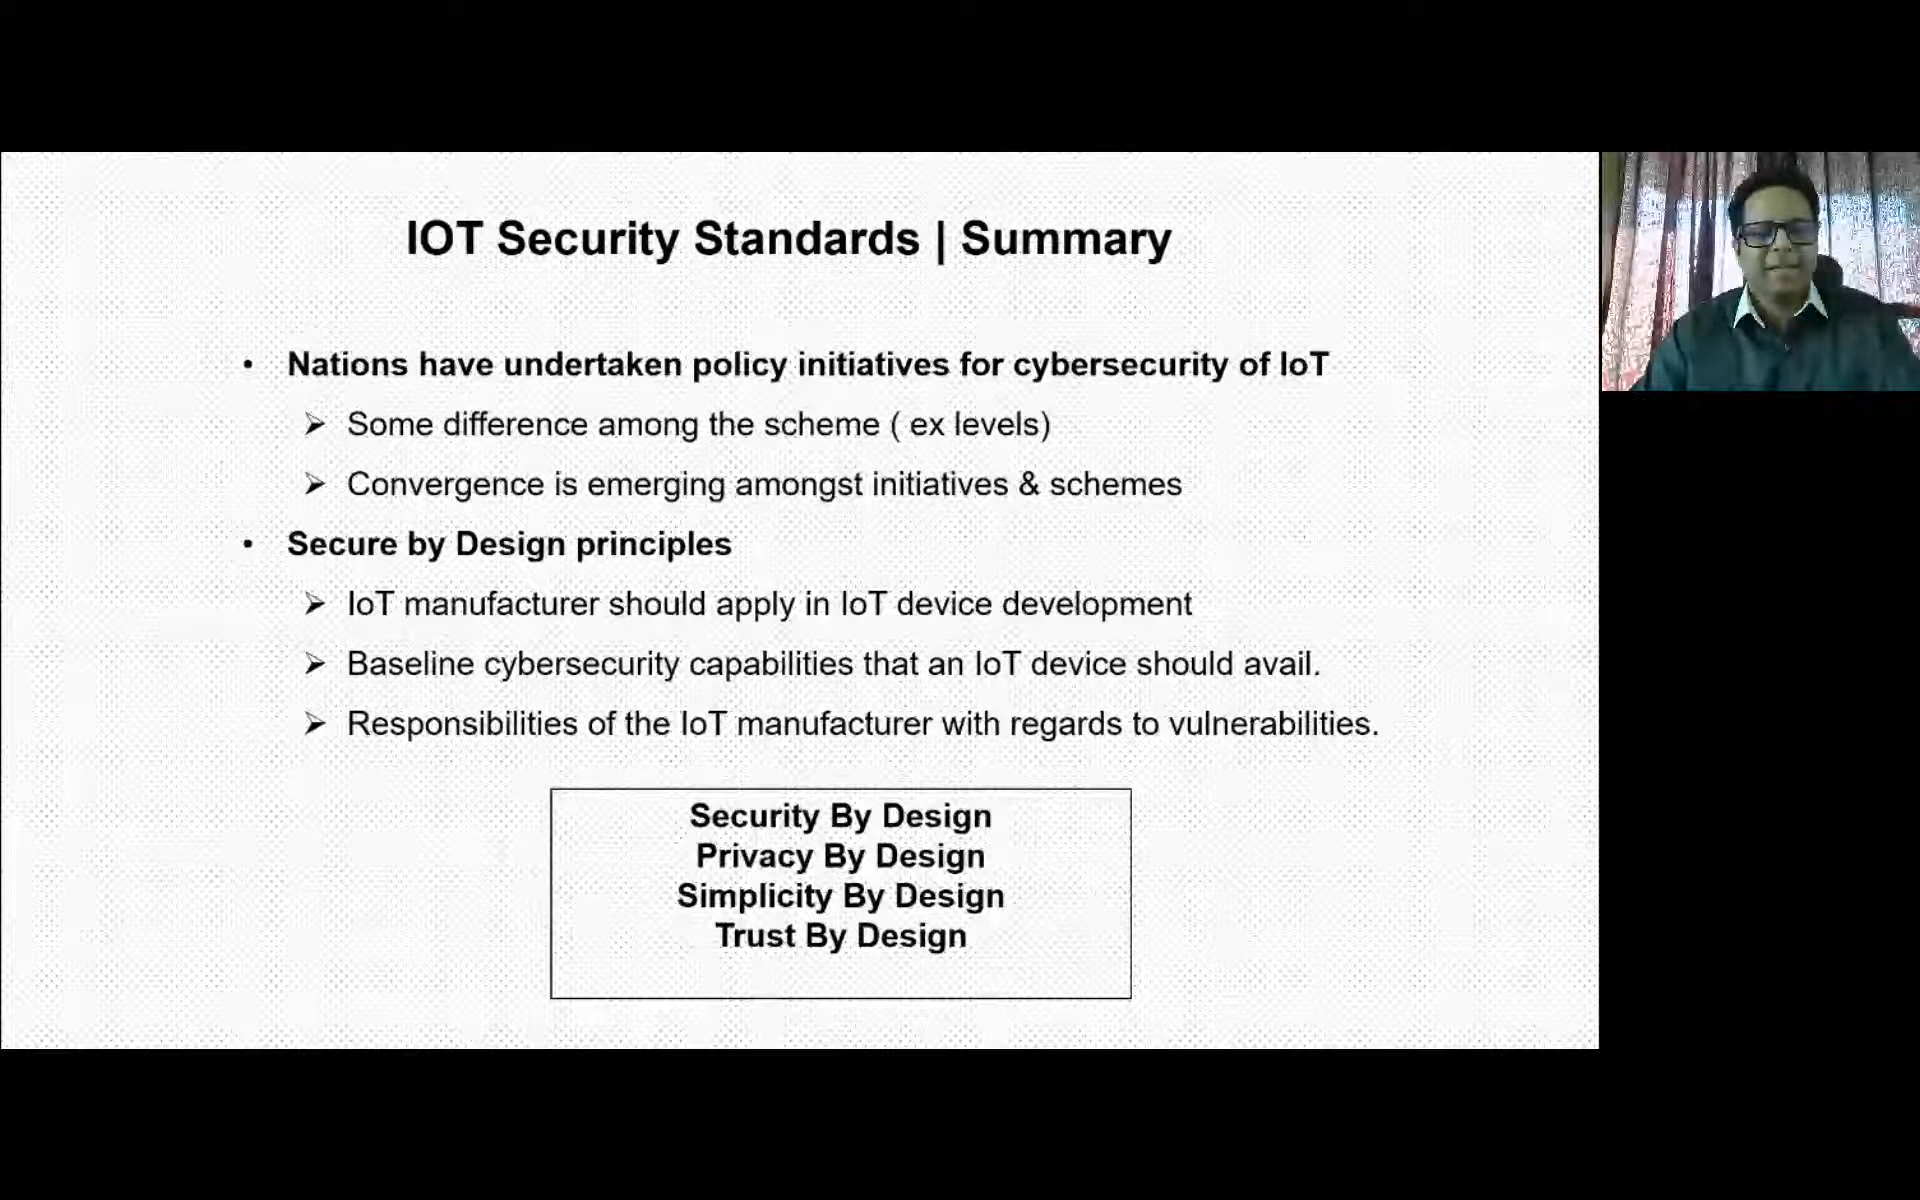 IOT Security Standards | Summary
• Nations have undertaken policy initiatives for cybersecurity of IoT
➢ Some difference among the scheme ( ex levels)
➢ Convergence is emerging amongst initiatives & schemes
• Secure by Design principles
➢ IoT manufacturer should apply in IoT device development
➢ Baseline cybersecurity capabilities that an IoT device should avail.
➢ Responsibilities of the IoT manufacturer with regards to vulnerabilities.
Security By Design
Privacy By Design
Simplicity By Design
Trust By Design